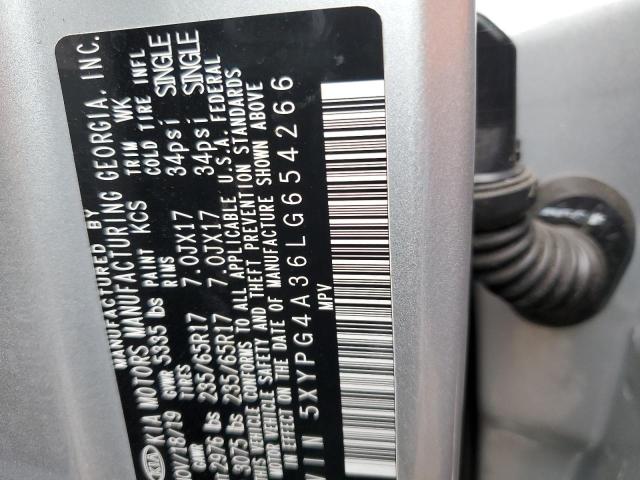 KIA MANUFACTURED BY
KIA MOTORS MANUFACTURING GEORGIA, INC.
NOV/18/19 PAINT KCS TRIM WK
GVWR 5335 lbs
GAWR TIRES RIMS COLD TIRE INFL
2976 lbs 235/65R17 7.0JX17 34psi SINGLE
3075 lbs 235/65R17 7.0JX17 34psi SINGLE
THIS VEHICLE CONFORMS TO ALL APPLICABLE U.S.A. FEDERAL
MOTOR VEHICLE SAFETY AND THEFT PREVENTION STANDARDS
IN EFFECT ON THE DATE OF MANUFACTURE SHOWN ABOVE
VIN 5XYPG4A36LG654266
MPV